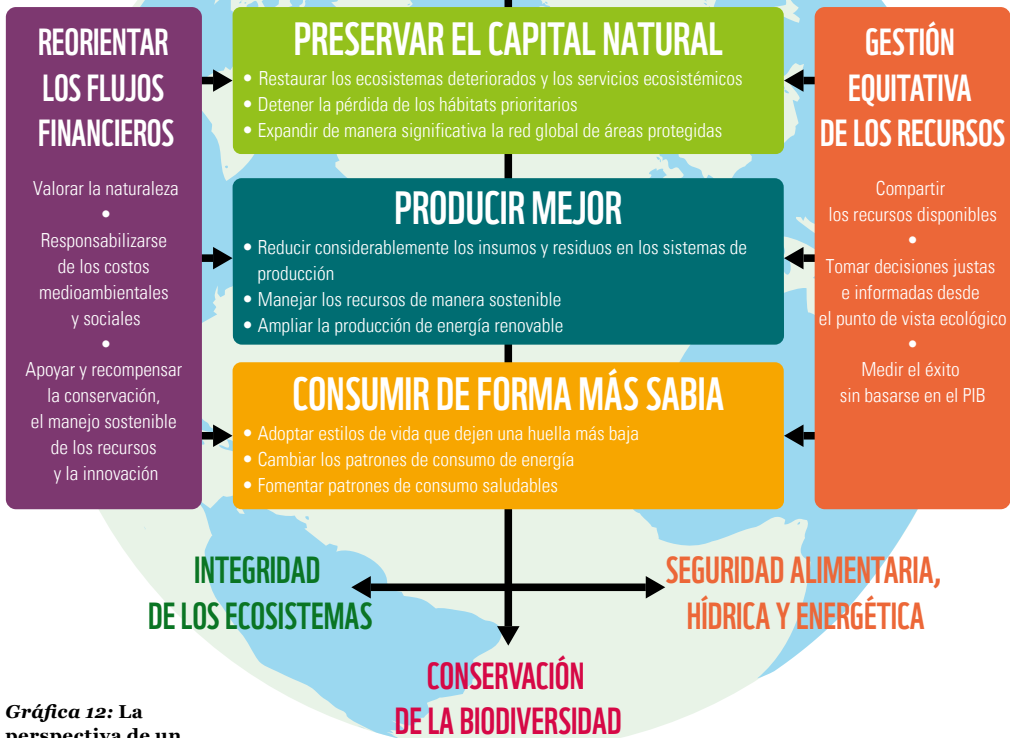 REORIENTAR
LOS FLUJOS
FINANCIEROS
Valorar la naturaleza
•
Responsabilizarse
de los costos
medioambientales
y sociales
•
Apoyar y recompensar
la conservación,
el manejo sostenible
de los recursos
y la innovación
PRESERVAR EL CAPITAL NATURAL
• Restaurar los ecosistemas deteriorados y los servicios ecosistémicos
• Detener la pérdida de los hábitats prioritarios
• Expandir de manera significativa la red global de áreas protegidas
PRODUCIR MEJOR
• Reducir considerablemente los insumos y residuos en los sistemas de
producción
• Manejar los recursos de manera sostenible
• Ampliar la producción de energía renovable
CONSUMIR DE FORMA MÁS SABIA
• Adoptar estilos de vida que dejen una huella más baja
• Cambiar los patrones de consumo de energía
• Fomentar patrones de consumo saludables
GESTIÓN
EQUITATIVA
DE LOS RECURSOS
Compartir
los recursos disponibles
•
Tomar decisiones justas
e informadas desde
el punto de vista ecológico
•
Medir el éxito
sin basarse en el PIB
INTEGRIDAD
DE LOS ECOSISTEMAS
SEGURIDAD ALIMENTARIA,
HÍDRICA Y ENERGÉTICA
CONSERVACIÓN
DE LA BIODIVERSIDAD
Gráfica 12: La
perspectiva de un